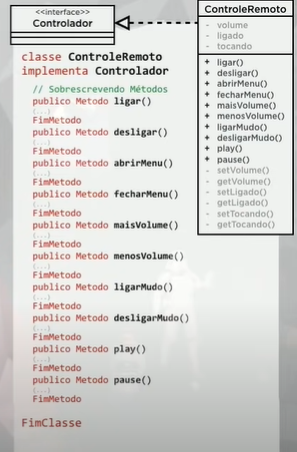 <<interface>>
Controlador
ControleRemoto
- volume
- ligado
- tocando
+ ligar()
+ desligar()
+ abrirMenu()
+ fecharMenu()
+ maisVolume()
+ menosVolume()
+ ligarMudo()
+ desligarMudo()
+ play()
+ pause()
- setVolume()
- getVolume()
- setLigado()
- getLigado()
- setTocando()
- getTocando()
classe ControleRemoto
implementa Controlador
// Sobrescrevendo Métodos
publico Metodo ligar()
(...)
FimMetodo
publico Metodo desligar()
(...)
FimMetodo
publico Metodo abrirMenu()
(...)
FimMetodo
publico Metodo fecharMenu()
(...)
FimMetodo
publico Metodo maisVolume()
(...)
FimMetodo
publico Metodo menosVolume()
(...)
FimMetodo
publico Metodo ligarMudo()
(...)
FimMetodo
publico Metodo desligarMudo()
(...)
FimMetodo
publico Metodo play()
(...)
FimMetodo
publico Metodo pause()
(...)
FimMetodo
FimClasse